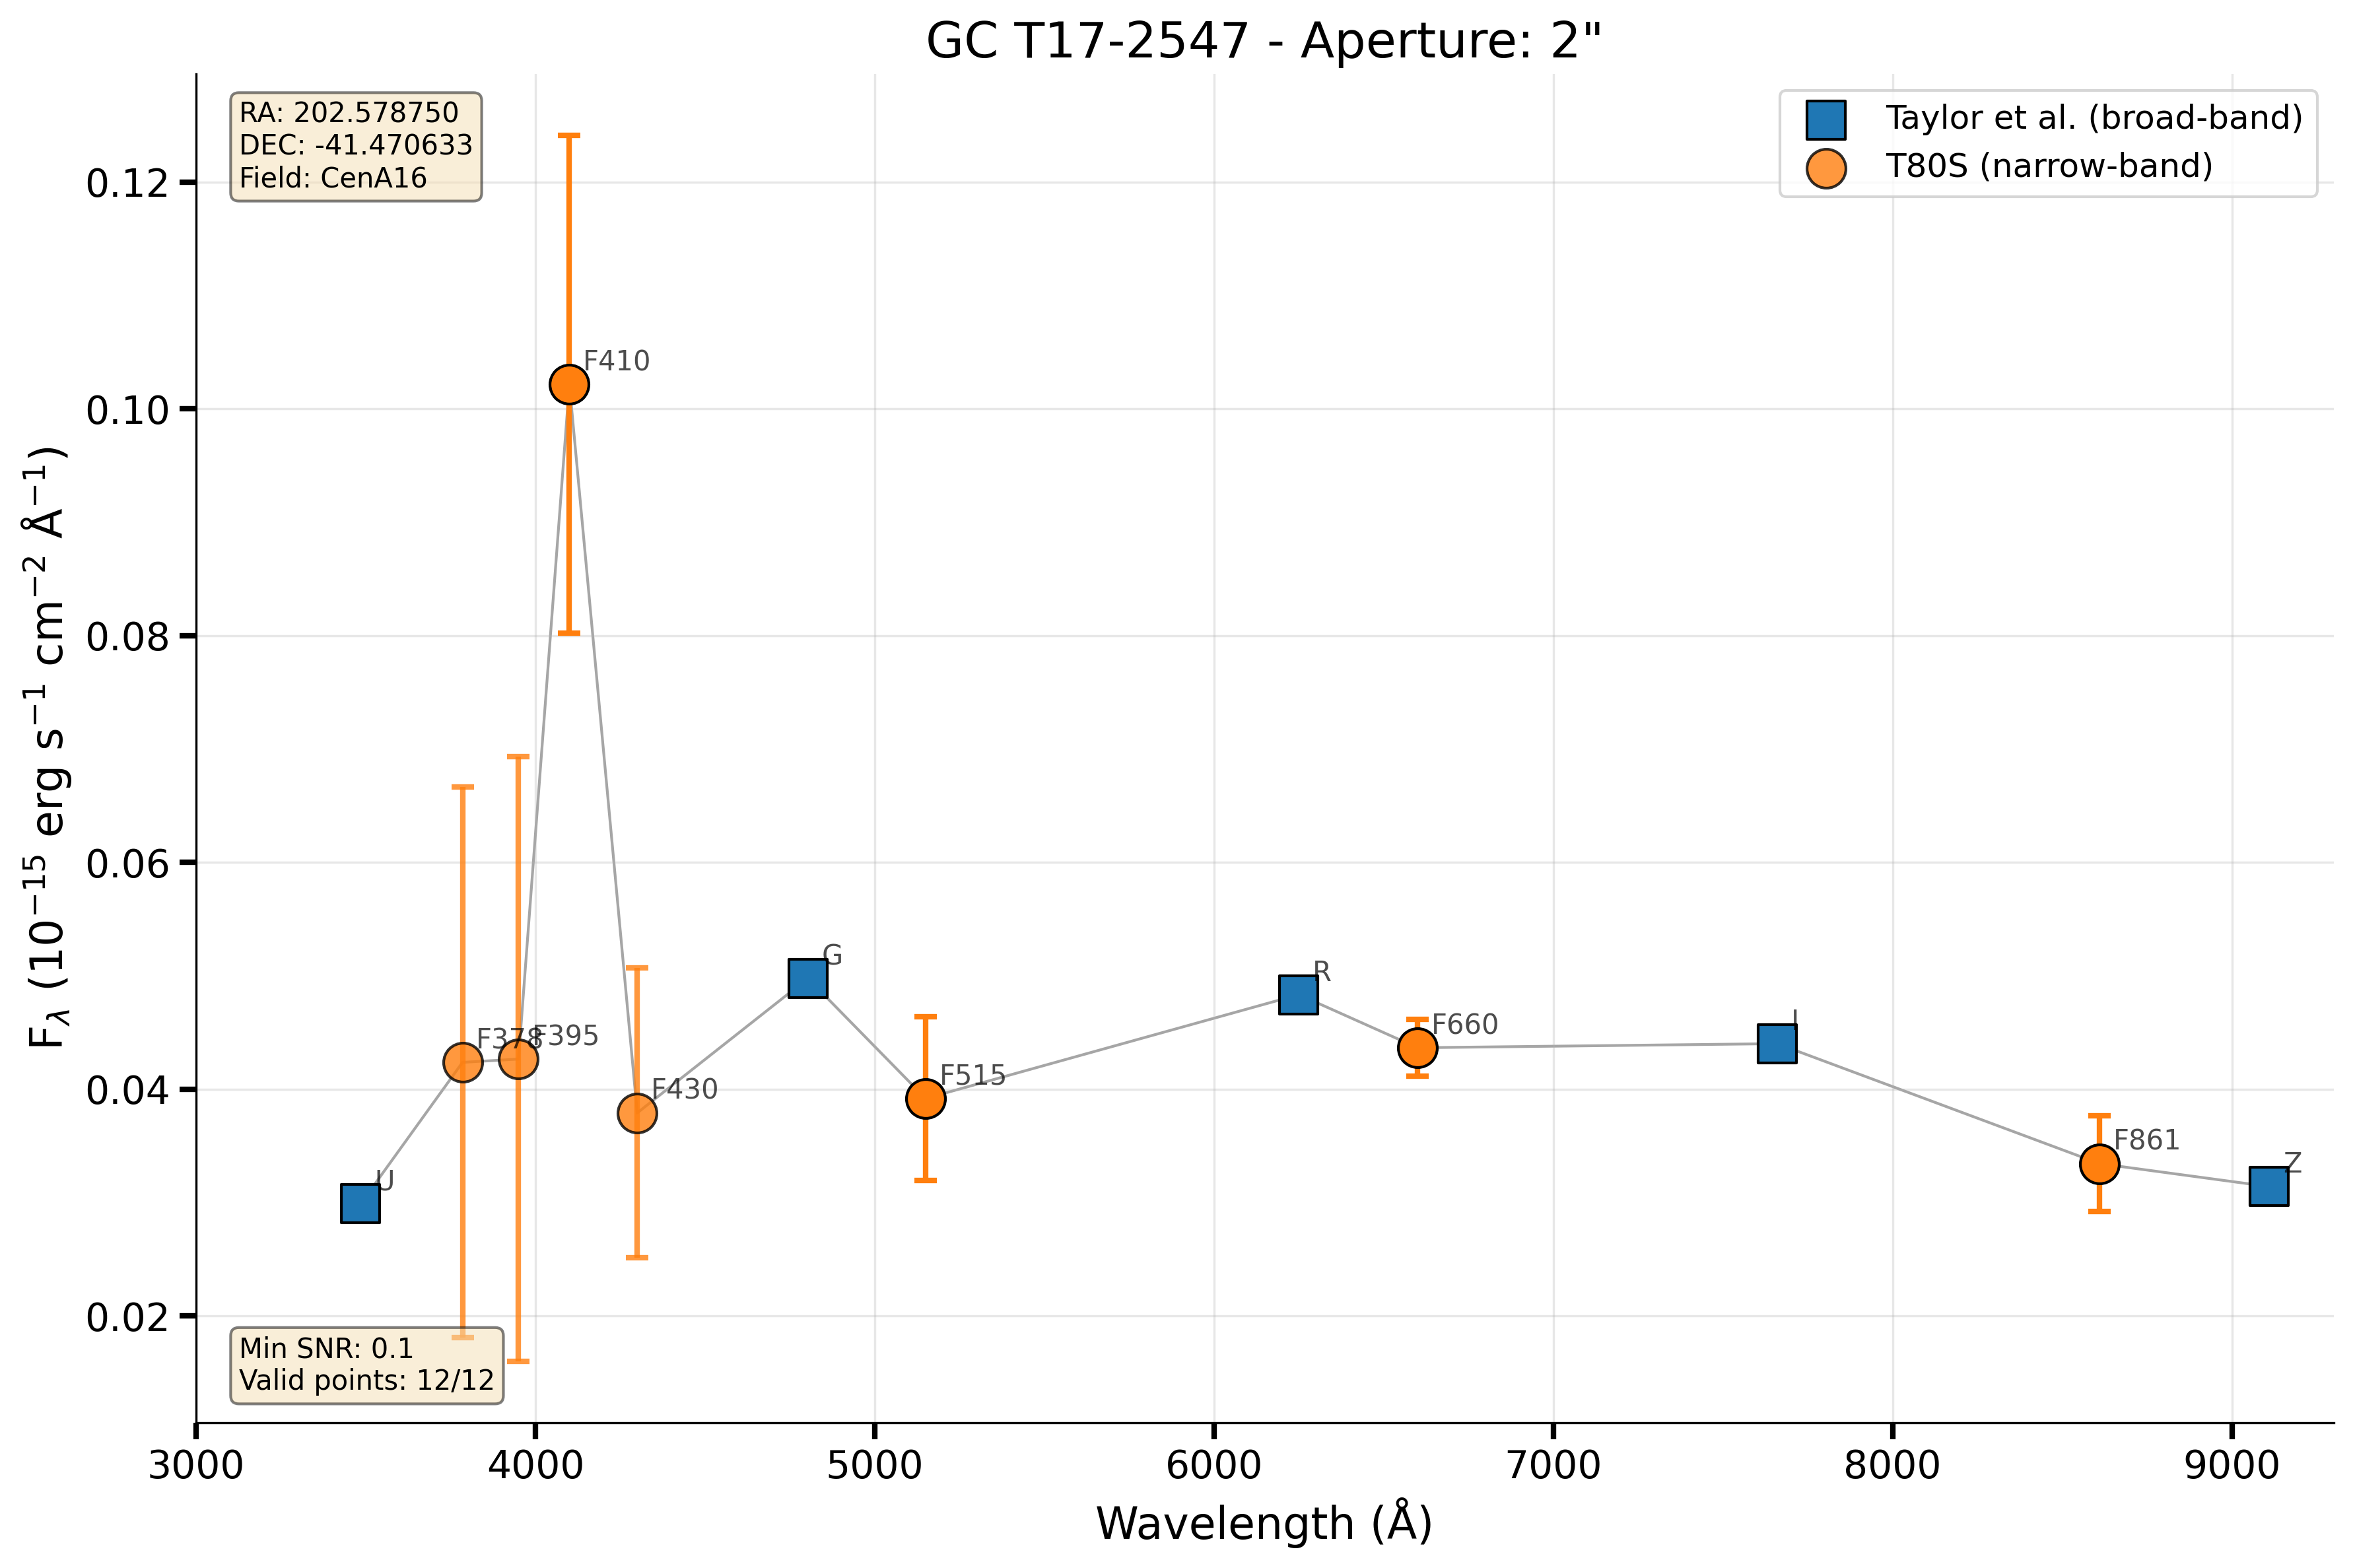 GC T17-2547 - Aperture: 2"
RA: 202.578750
DEC: -41.470633
Field: CenA16
Taylor et al. (broad-band)
T80S (narrow-band)
F_λ (10⁻¹⁵ erg s⁻¹ cm⁻² Å⁻¹)
0.12
0.10
0.08
0.06
0.04
0.02
F410
G
R
F378
F395
F660
I
F515
F430
F861
U
Z
Min SNR: 0.1
Valid points: 12/12
3000 4000 5000 6000 7000 8000 9000
Wavelength (Å)